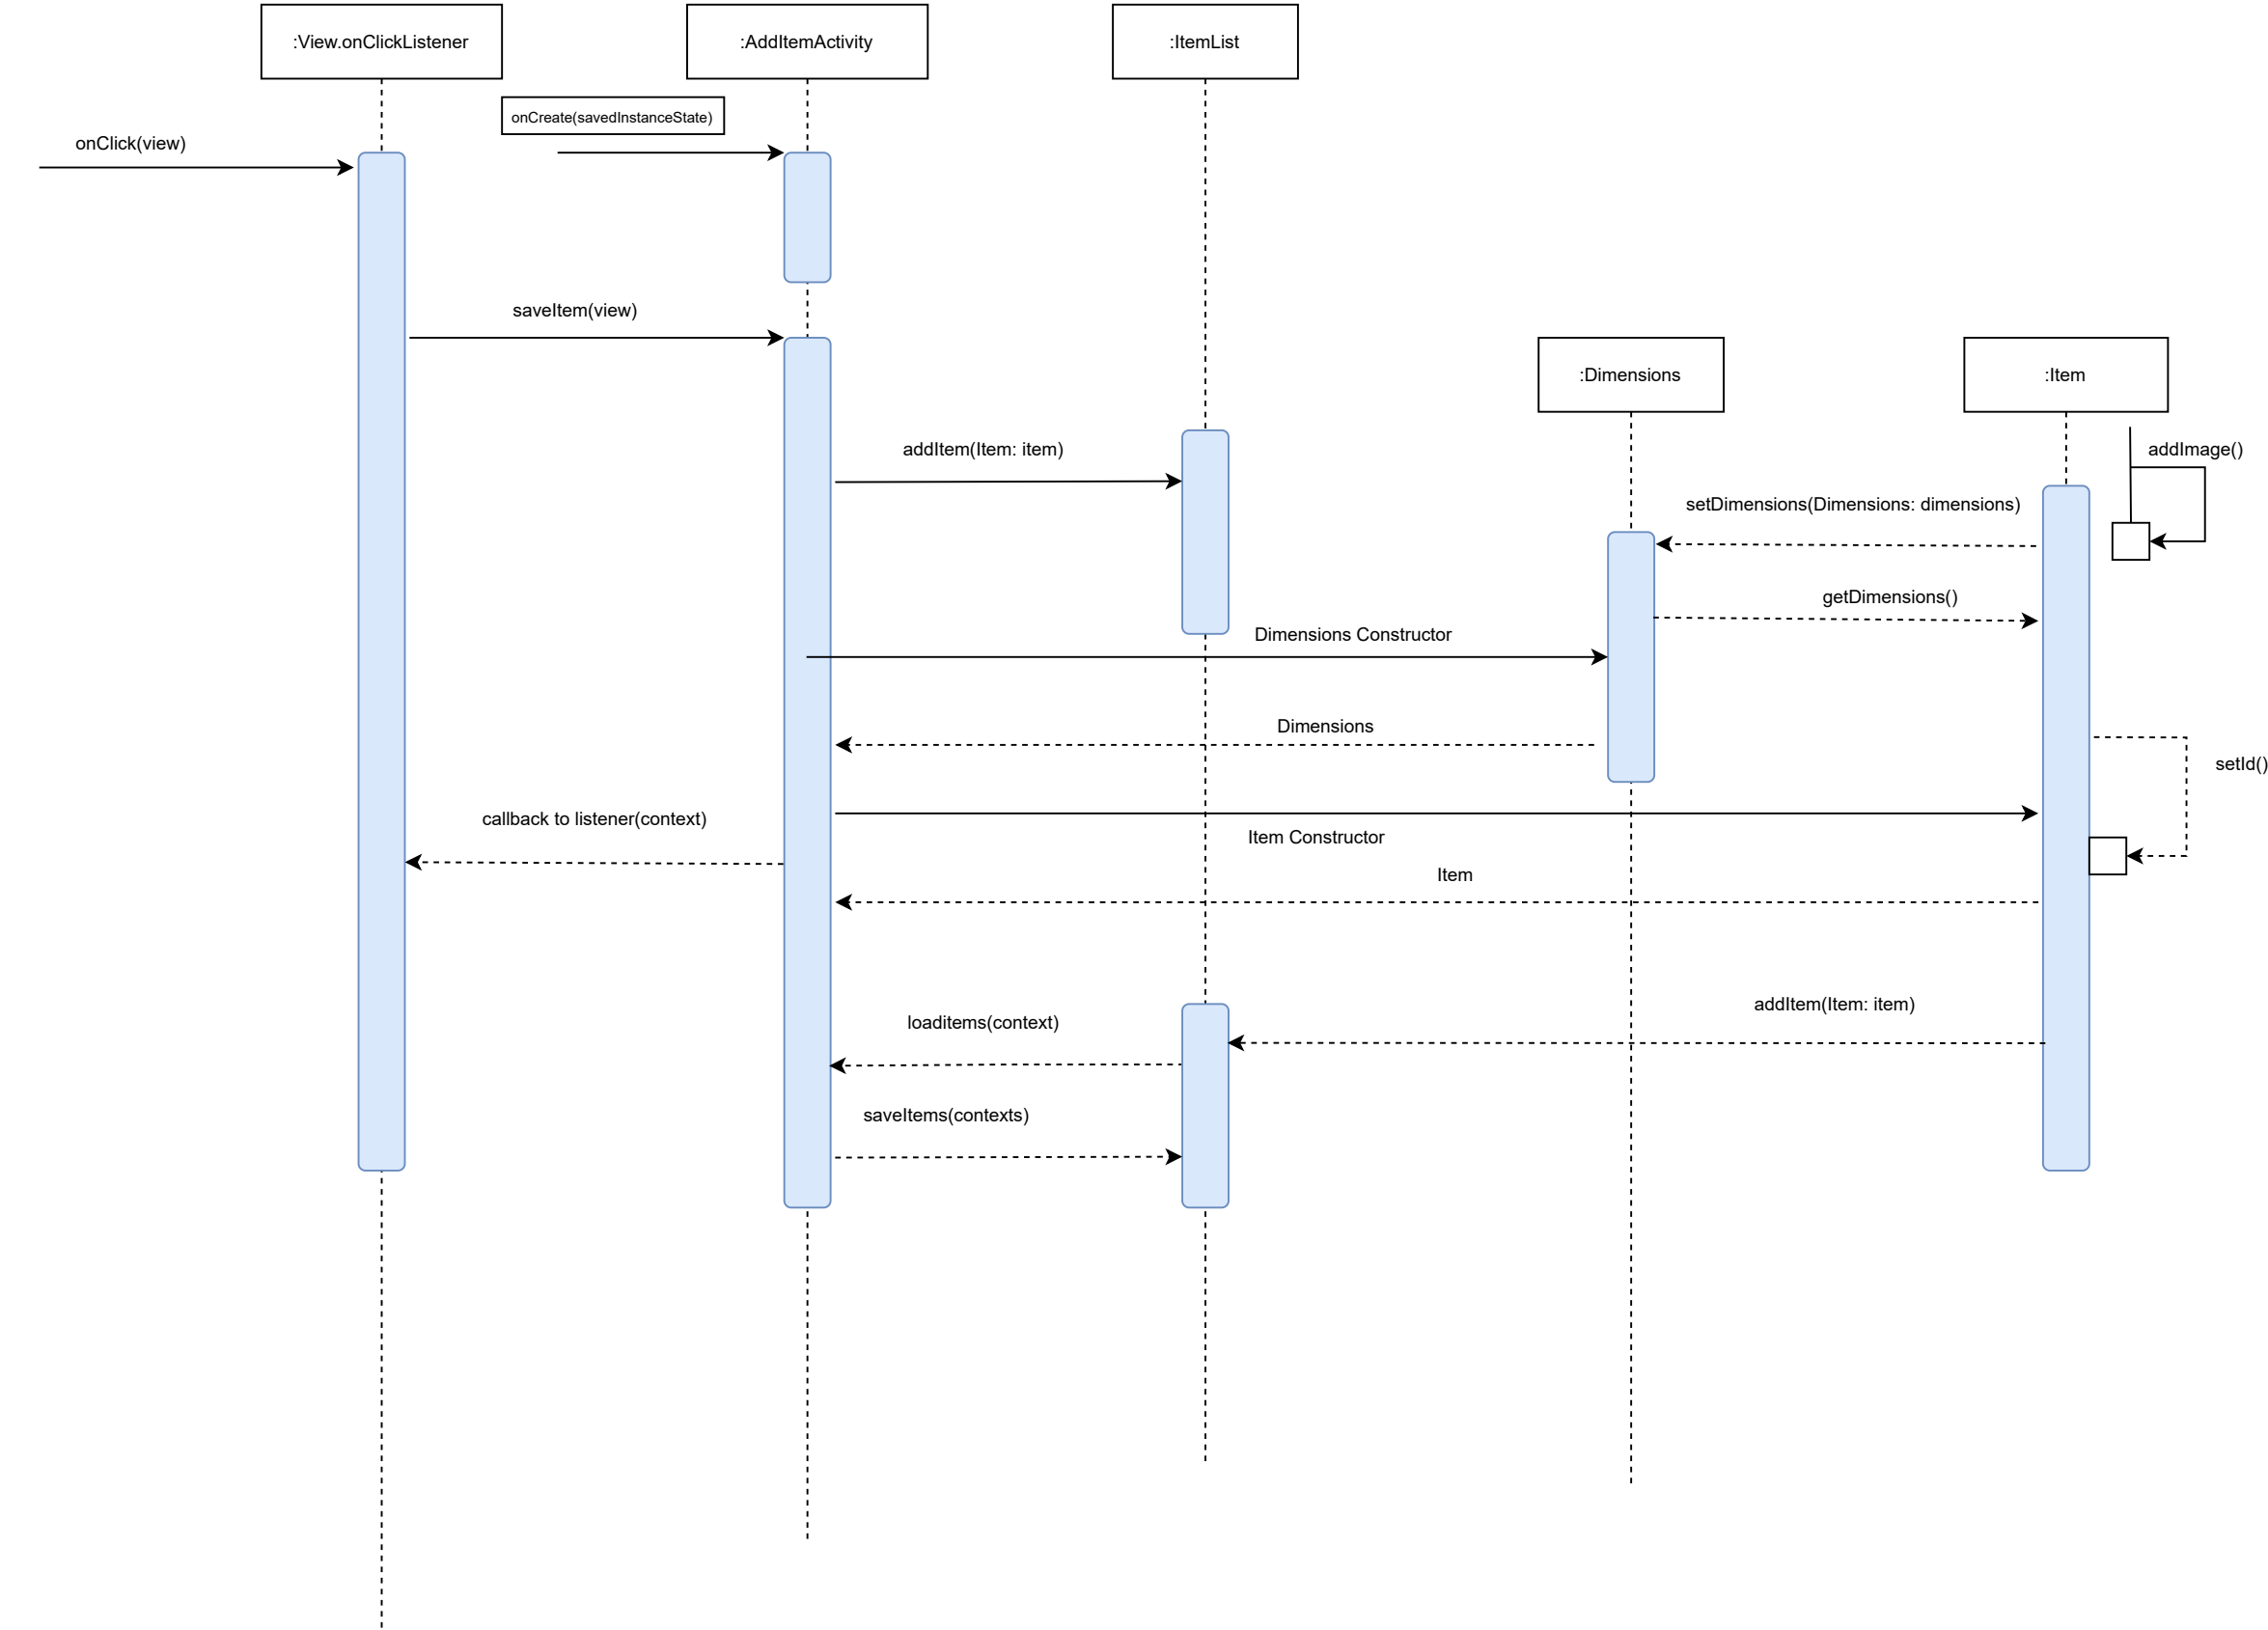 :View.onClickListener
:AddItemActivity
:ItemList
onCreate(savedInstanceState)
onClick(view)
saveItem(view)
:Dimensions
:Item
addItem(Item: item)
addImage()
setDimensions(Dimensions: dimensions)
getDimensions()
Dimensions Constructor
Dimensions
setId()
callback to listener(context)
Item Constructor
Item
addItem(Item: item)
loaditems(context)
saveItems(contexts)